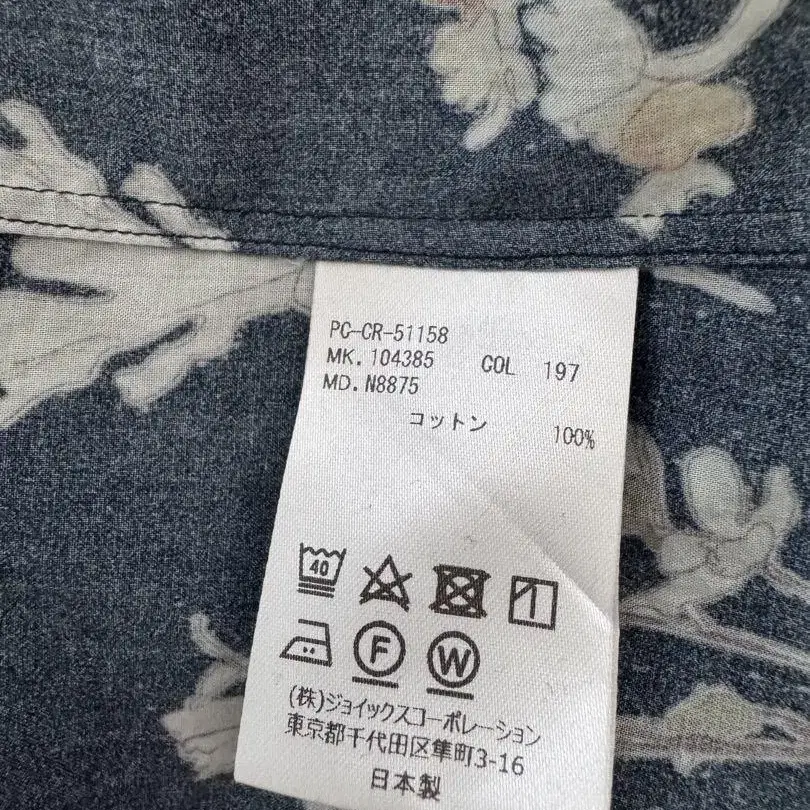 PC-CR-51158
MK. 104385 COL 197
MD. N8875
コットン 100%
40
F W
(株)ジョイックスコーポレーション
東京都千代田区隼町3-16
日本製